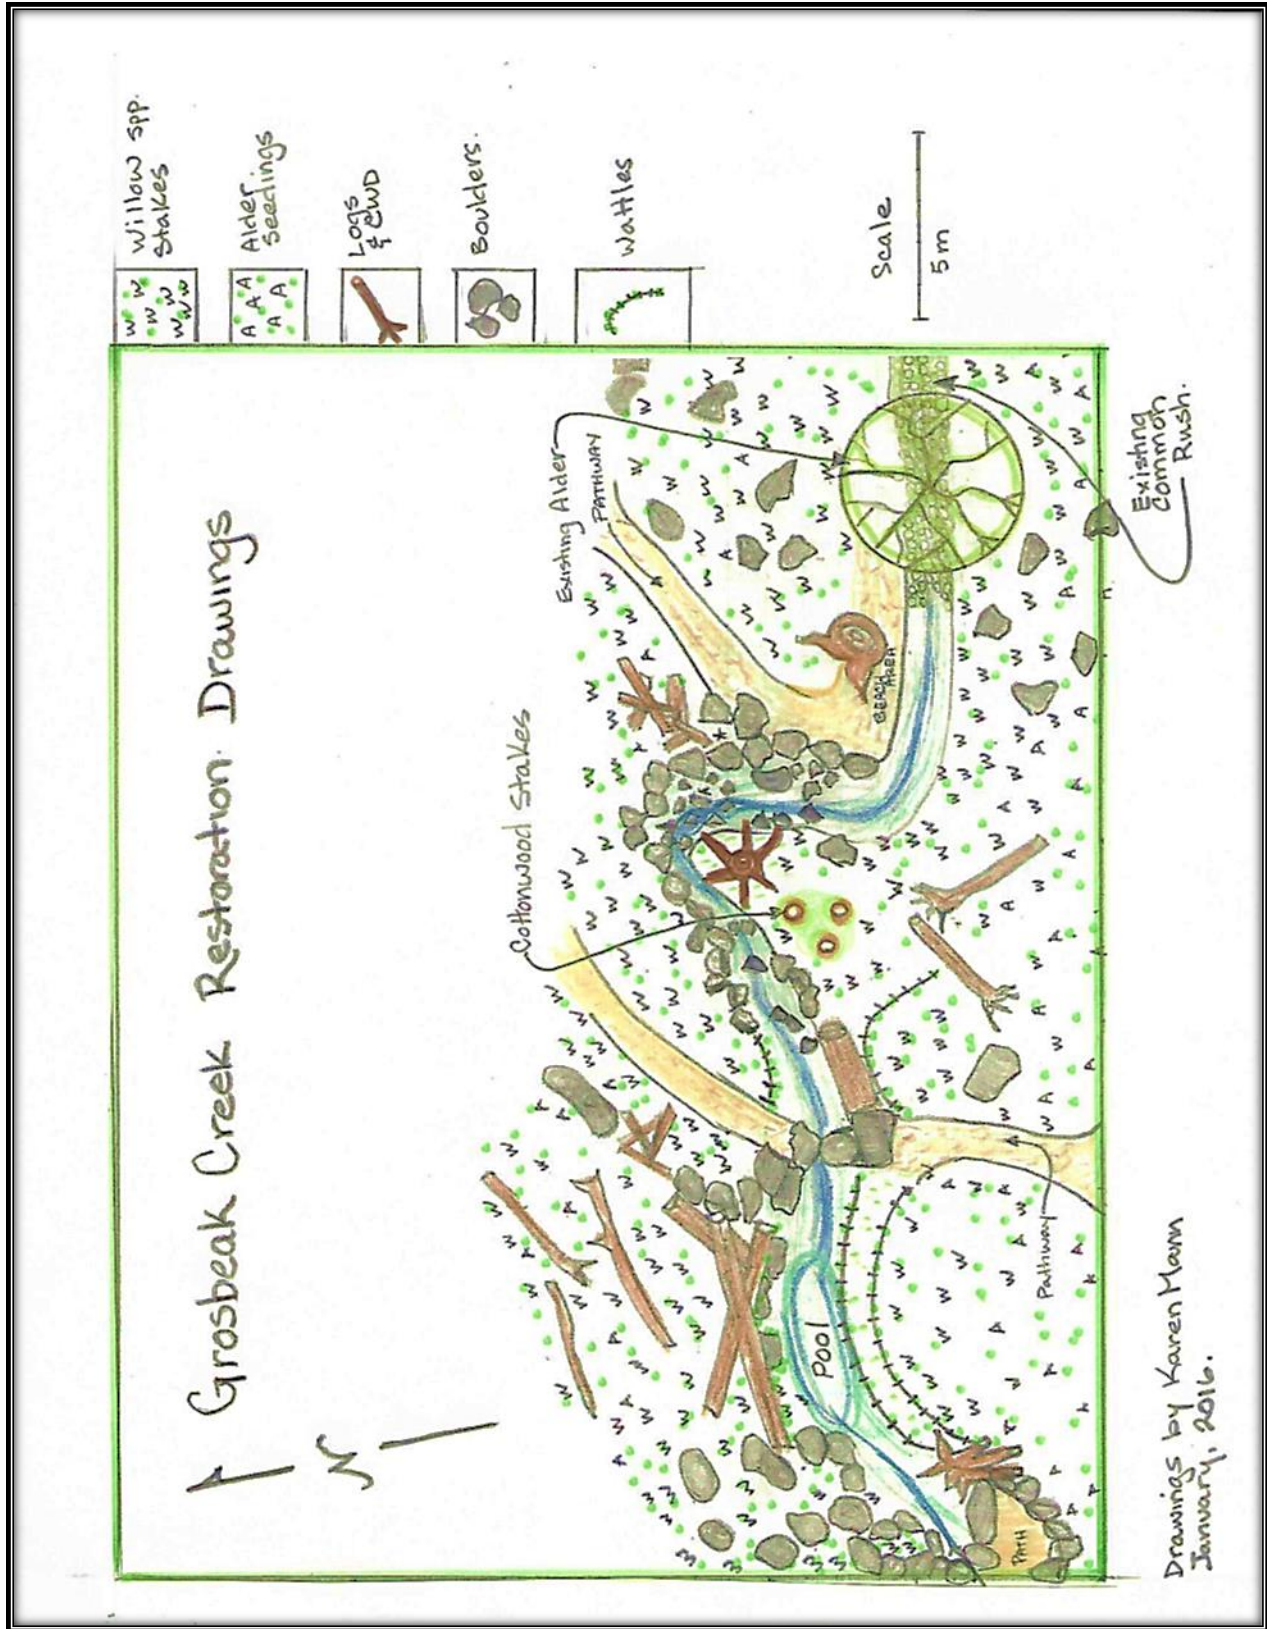 Grosbeak Creek Restoration Drawings
N
Willow spp.
Stakes
Alder
Seedings
Logs
& CWD
Boulders.
Wattles
Scale
5m
Existing Alder
PATHWAY
Cottonwood Stakes
BEACH
AREA
POOL
PATH
Pathway
Existing
Common
Rush.
Drawings by Karen Mann
January, 2016.